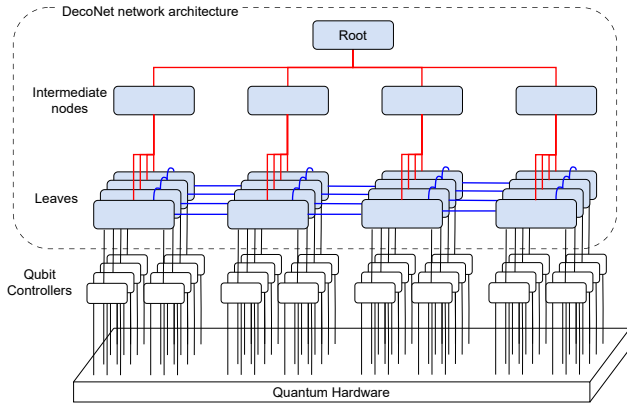 DecoNet network architecture
Root
Intermediate
nodes
Leaves
Qubit
Controllers
Quantum Hardware